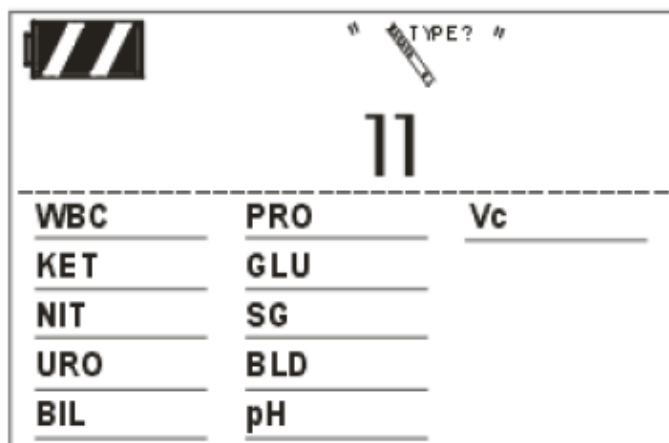 " TYPE? "
11
WBC PRO Vc
KET GLU
NIT SG
URO BLD
BIL pH